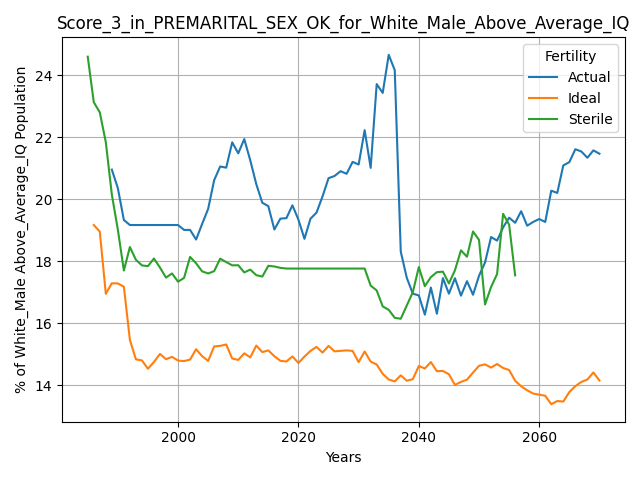 Score_3_in_PREMARITAL_SEX_OK_for_White_Male_Above_Average_IQ
% of White_Male Above_Average_IQ Population
24
22
20
18
16
14
Fertility
Actual
Ideal
Sterile
2000
2020
2040
2060
Years